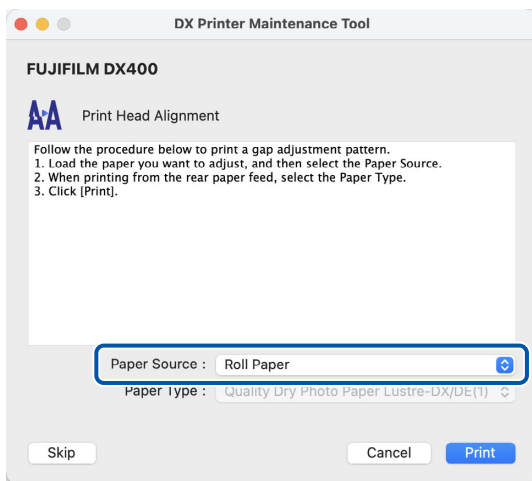 DX Printer Maintenance Tool
FUJIFILM DX400
Print Head Alignment
Follow the procedure below to print a gap adjustment pattern.
1. Load the paper you want to adjust, and then select the Paper Source.
2. When printing from the rear paper feed, select the Paper Type.
3. Click [Print].
Paper Source : Roll Paper
Paper Type : Quality Dry Photo Paper Lustre-DX/DE(1)
Skip Cancel Print